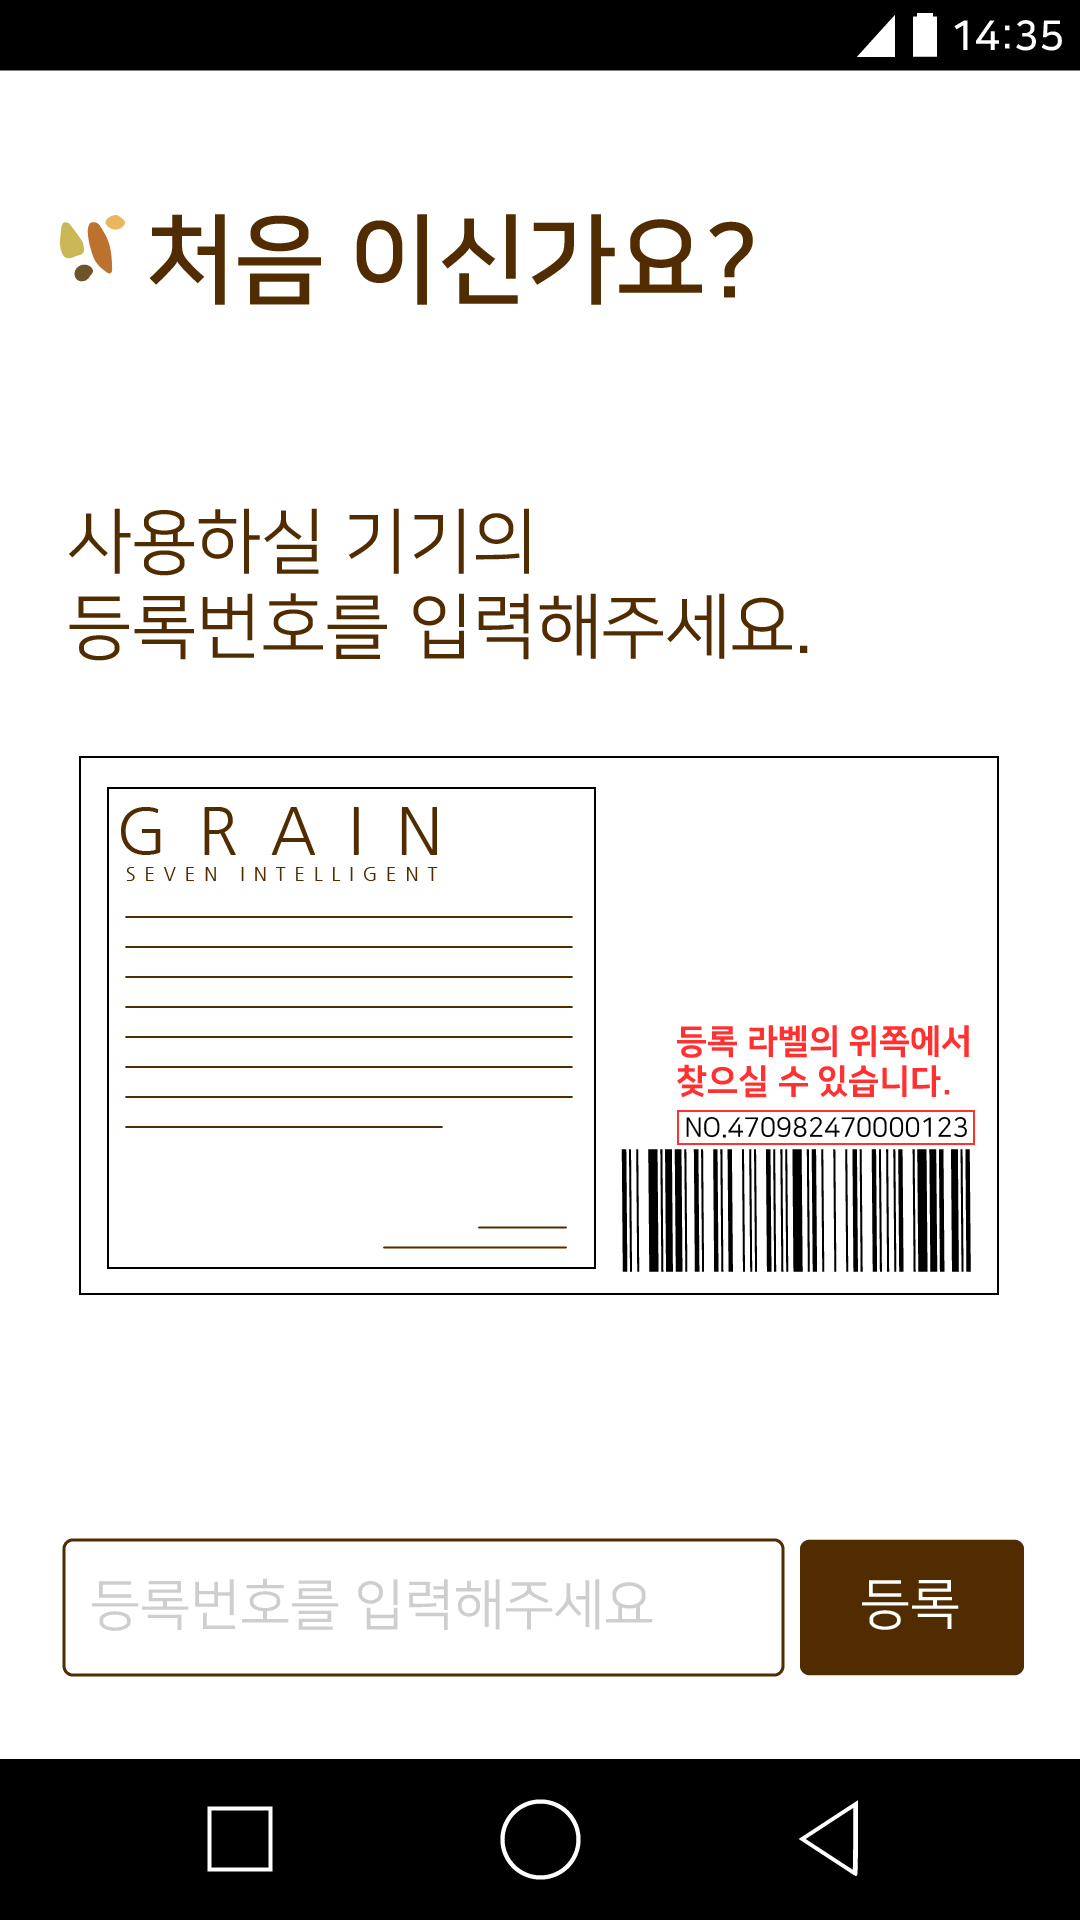 14:35
처음 이신가요?
사용하실 기기의
등록번호를 입력해주세요.
GRAIN
SEVEN INTELLIGENT
등록 라벨의 위쪽에서
찾으실 수 있습니다.
NO.470982470000123
등록번호를 입력해주세요
등록